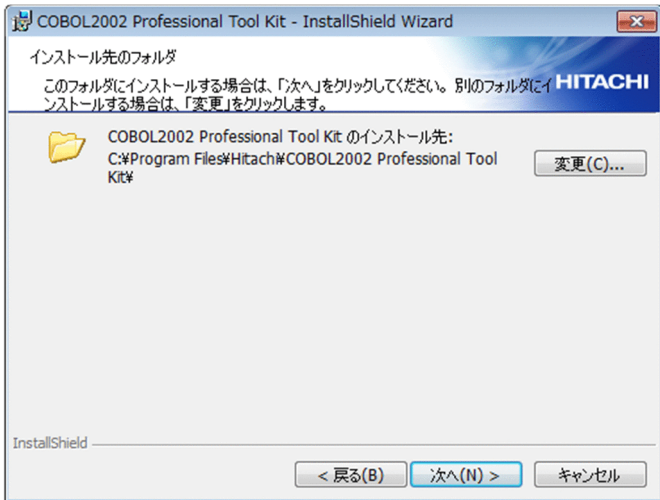 COBOL2002 Professional Tool Kit - InstallShield Wizard
インストール先のフォルダ
このフォルダにインストールする場合は、「次へ」をクリックしてください。別のフォルダにイ
ンストールする場合は、「変更」をクリックします。
HITACHI
COBOL2002 Professional Tool Kit のインストール先:
C:¥Program Files¥Hitachi¥COBOL2002 Professional Tool
Kit¥
変更(C)...
InstallShield
< 戻る(B)
次へ(N) >
キャンセル